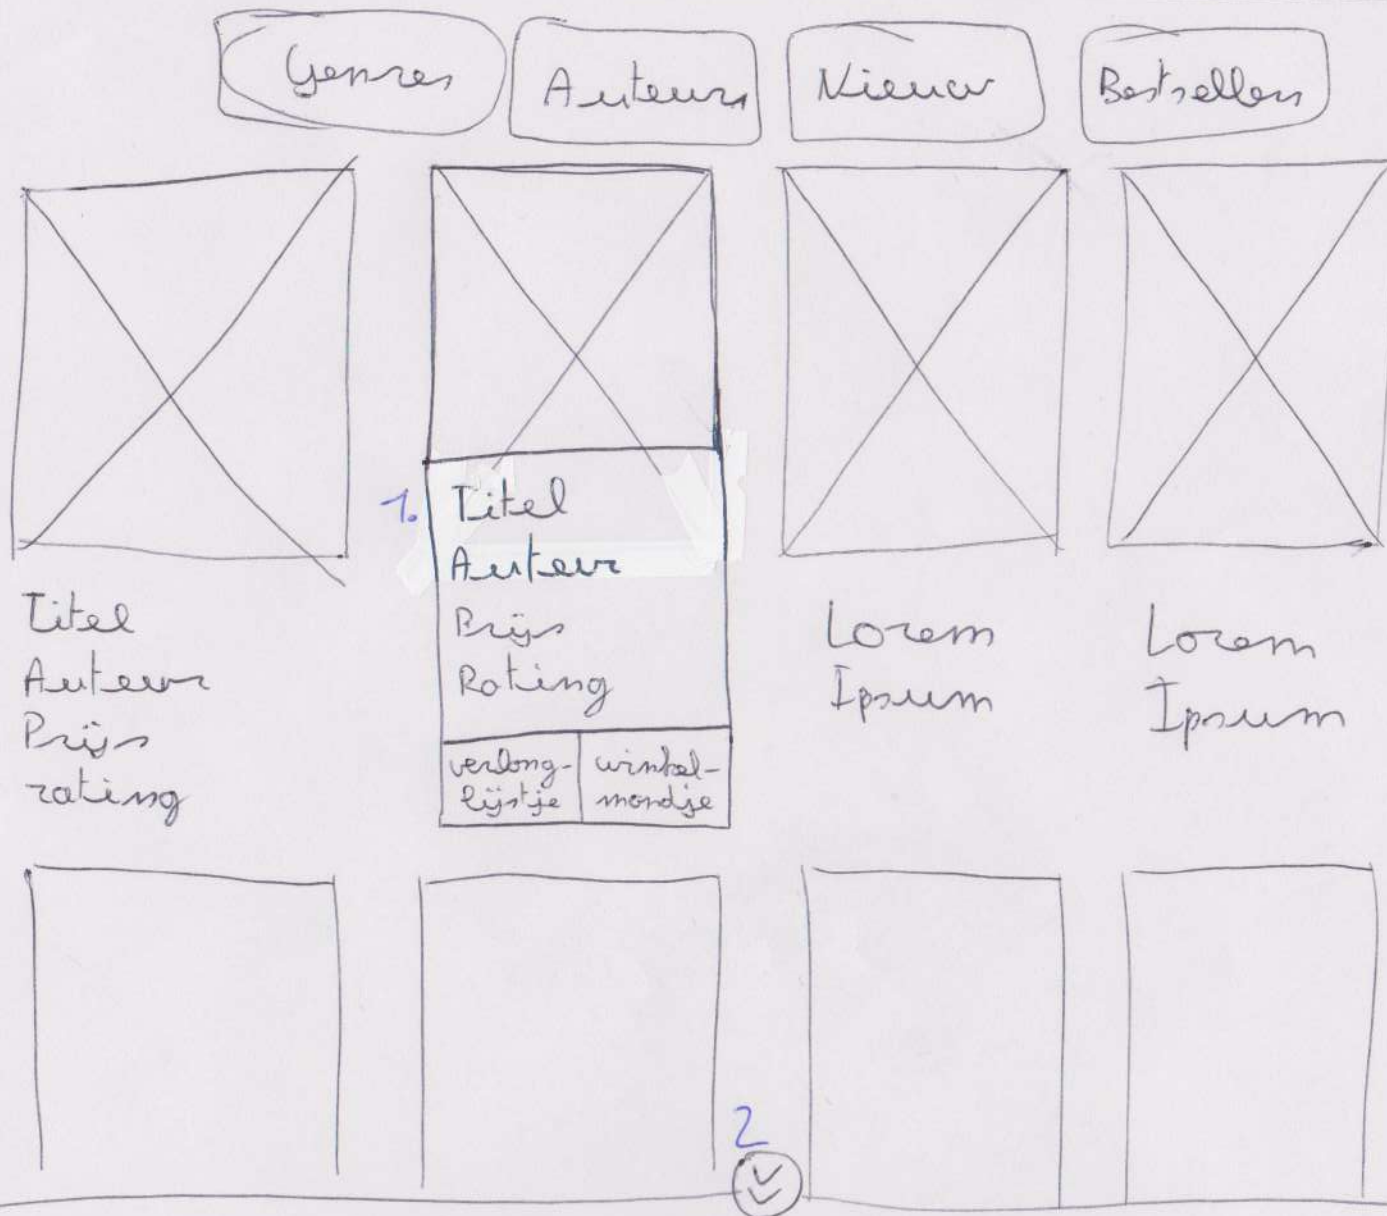 Genres
Auteurs
Nieuw
Bestsellers
Titel
Auteur
Prijs
rating
1. Titel
Auteur
Prijs
Rating
verlang-
lijstje
winkel-
mandje
Lorem
Ipsum
Lorem
Ipsum
2